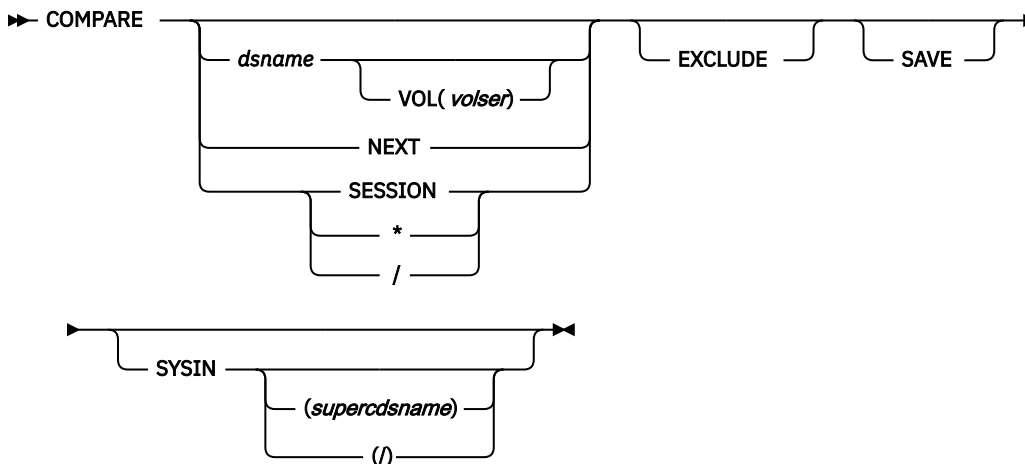 COMPARE
dsname
VOL( volser)
NEXT
SESSION
*
/
EXCLUDE
SAVE
SYSIN
(supercdsname)
(/)